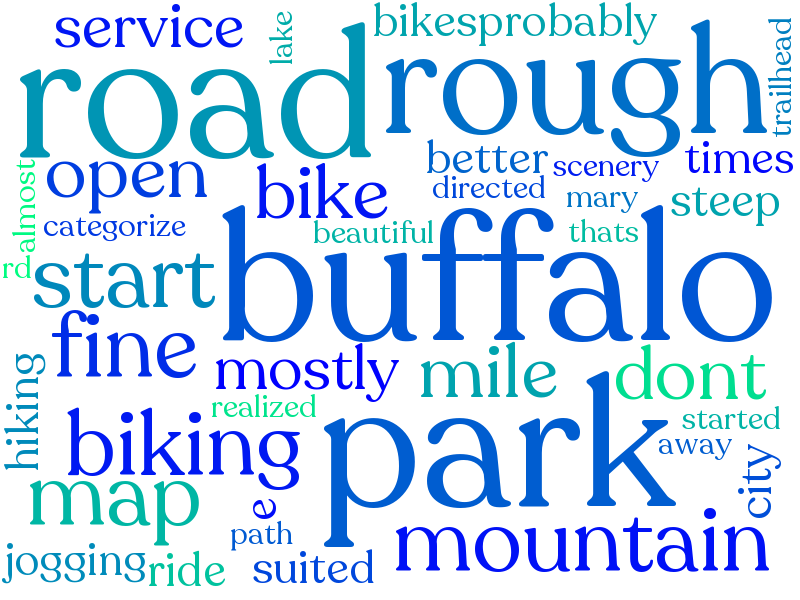 service
lake
bikesprobably
road
rough
trailhead
open
almost
bike
better
scenery
times
directed
mary
steep
categorize
beautiful
thats
rd
start
buffalo
fine
mostly
mile
dont
hiking
realized
biking
park
started
away
city
map
e
path
mountain
jogging
ride
suited